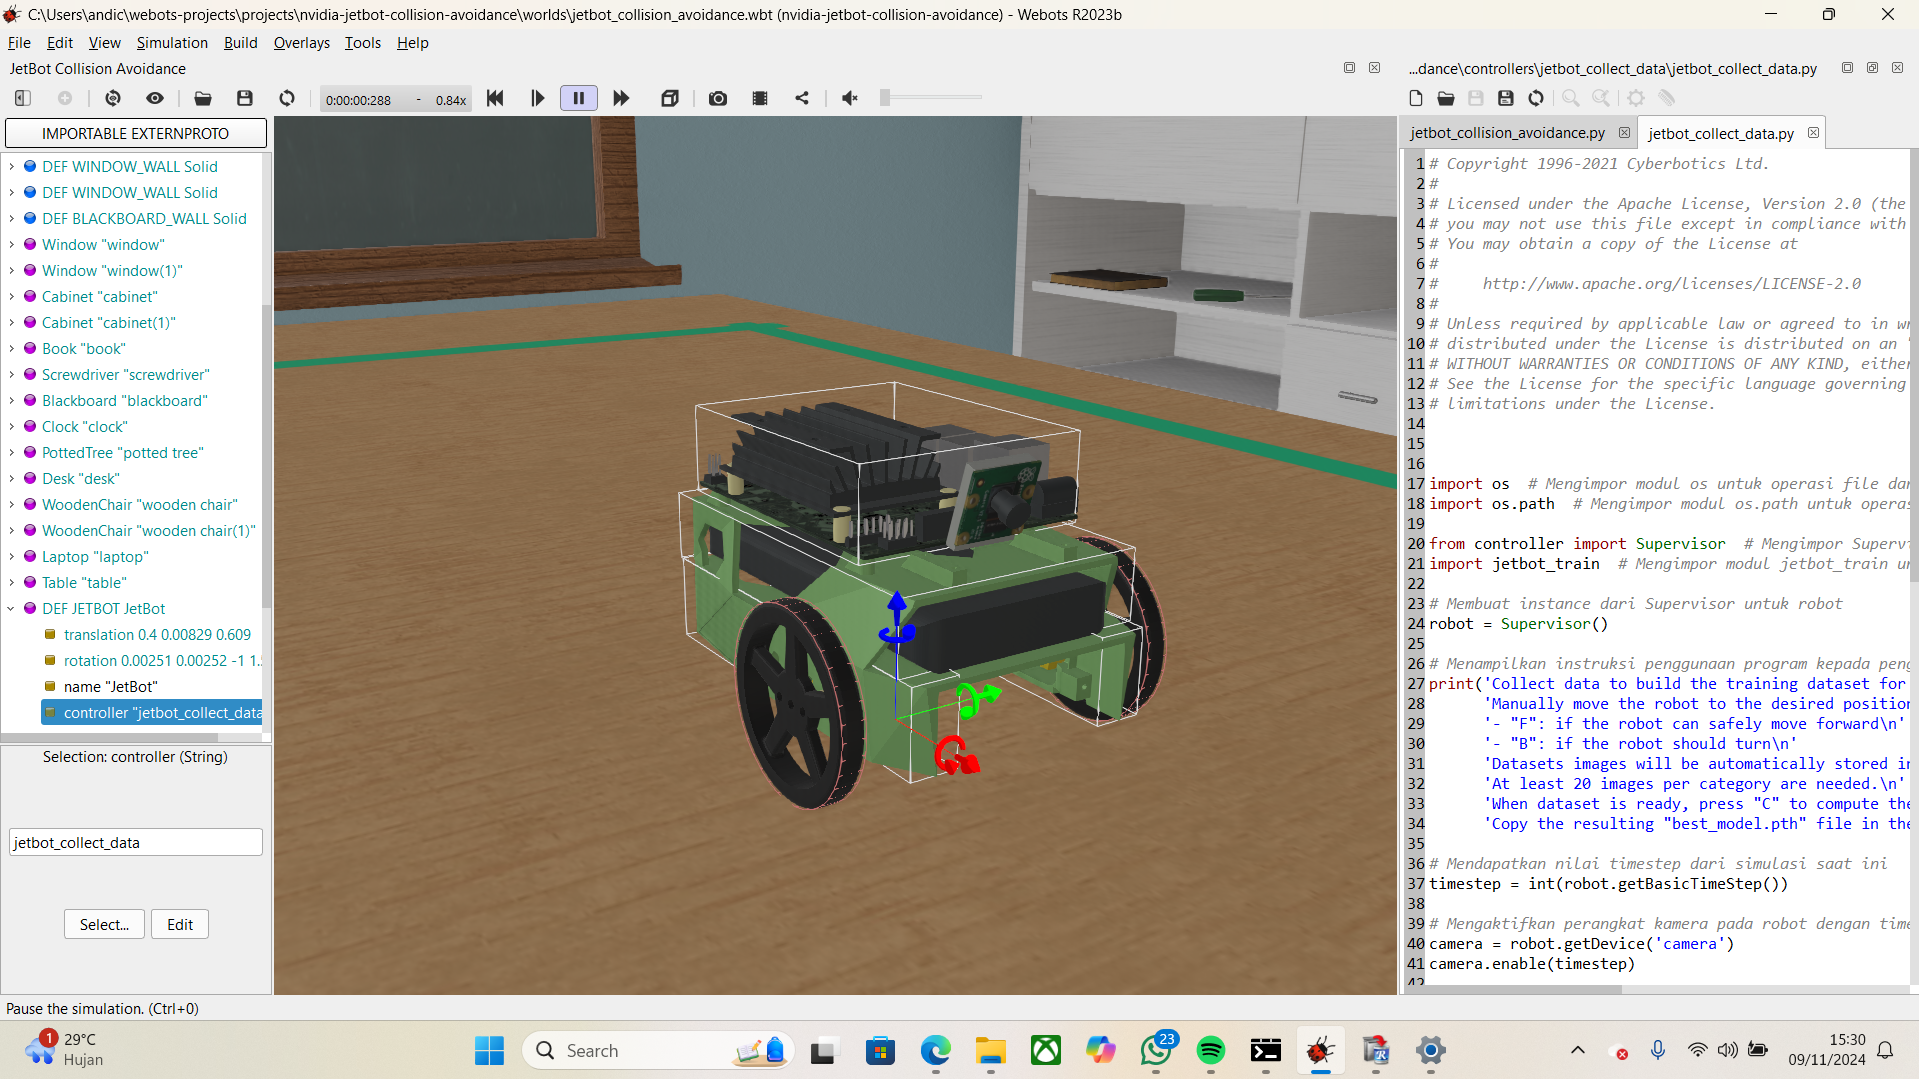 C:\Users\andic\webots-projects\projects\nvidia-jetbot-collision-avoidance\worlds\jetbot_collision_avoidance.wbt (nvidia-jetbot-collision-avoidance) - Webots R2023b
File Edit View Simulation Build Overlays Tools Help
JetBot Collision Avoidance
0:00:00:288 - 0.84x
IMPORTABLE EXTERNPROTO
DEF WINDOW_WALL Solid
DEF WINDOW_WALL Solid
DEF BLACKBOARD_WALL Solid
Window "window"
Window "window(1)"
Cabinet "cabinet"
Cabinet "cabinet(1)"
Book "book"
Screwdriver "screwdriver"
Blackboard "blackboard"
Clock "clock"
PottedTree "potted tree"
Desk "desk"
WoodenChair "wooden chair"
WoodenChair "wooden chair(1)"
Laptop "laptop"
Table "table"
DEF JETBOT JetBot
translation 0.4 0.00829 0.609
rotation 0.00251 0.00252 -1 1.
name "JetBot"
controller "jetbot_collect_data
Selection: controller (String)
jetbot_collect_data
Select... Edit
Pause the simulation. (Ctrl+0)
...dance\controllers\jetbot_collect_data\jetbot_collect_data.py
jetbot_collision_avoidance.py jetbot_collect_data.py
1 # Copyright 1996-2021 Cyberbotics Ltd.
2 #
3 # Licensed under the Apache License, Version 2.0 (the
4 # you may not use this file except in compliance with
5 # You may obtain a copy of the License at
6 #
7 # http://www.apache.org/licenses/LICENSE-2.0
8 #
9 # Unless required by applicable law or agreed to in wr
10 # distributed under the License is distributed on an "
11 # WITHOUT WARRANTIES OR CONDITIONS OF ANY KIND, either
12 # See the License for the specific language governing
13 # limitations under the License.
14
15
16
17 import os # Mengimpor modul os untuk operasi file dan
18 import os.path # Mengimpor modul os.path untuk operas
19
20 from controller import Supervisor # Mengimpor Supervi
21 import jetbot_train # Mengimpor modul jetbot_train un
22
23 # Membuat instance dari Supervisor untuk robot
24 robot = Supervisor()
25
26 # Menampilkan instruksi penggunaan program kepada peng
27 print('Collect data to build the training dataset for
28 'Manually move the robot to the desired position
29 '- "F": if the robot can safely move forward\n'
30 '- "B": if the robot should turn\n'
31 'Datasets images will be automatically stored in
32 'At least 20 images per category are needed.\n'
33 'When dataset is ready, press "C" to compute the
34 'Copy the resulting "best_model.pth" file in the
35
36 # Mendapatkan nilai timestep dari simulasi saat ini
37 timestep = int(robot.getBasicTimeStep())
38
39 # Mengaktifkan perangkat kamera pada robot dengan time
40 camera = robot.getDevice('camera')
41 camera.enable(timestep)
42
1
29°C
Hujan
Search
23
15:30
09/11/2024